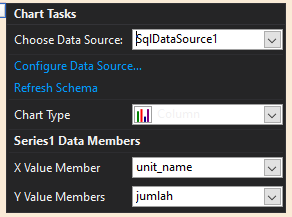 Chart Tasks
Choose Data Source: SqlDataSource1
Configure Data Source...
Refresh Schema
Chart Type Column
Series1 Data Members
X Value Member unit_name
Y Value Members jumlah